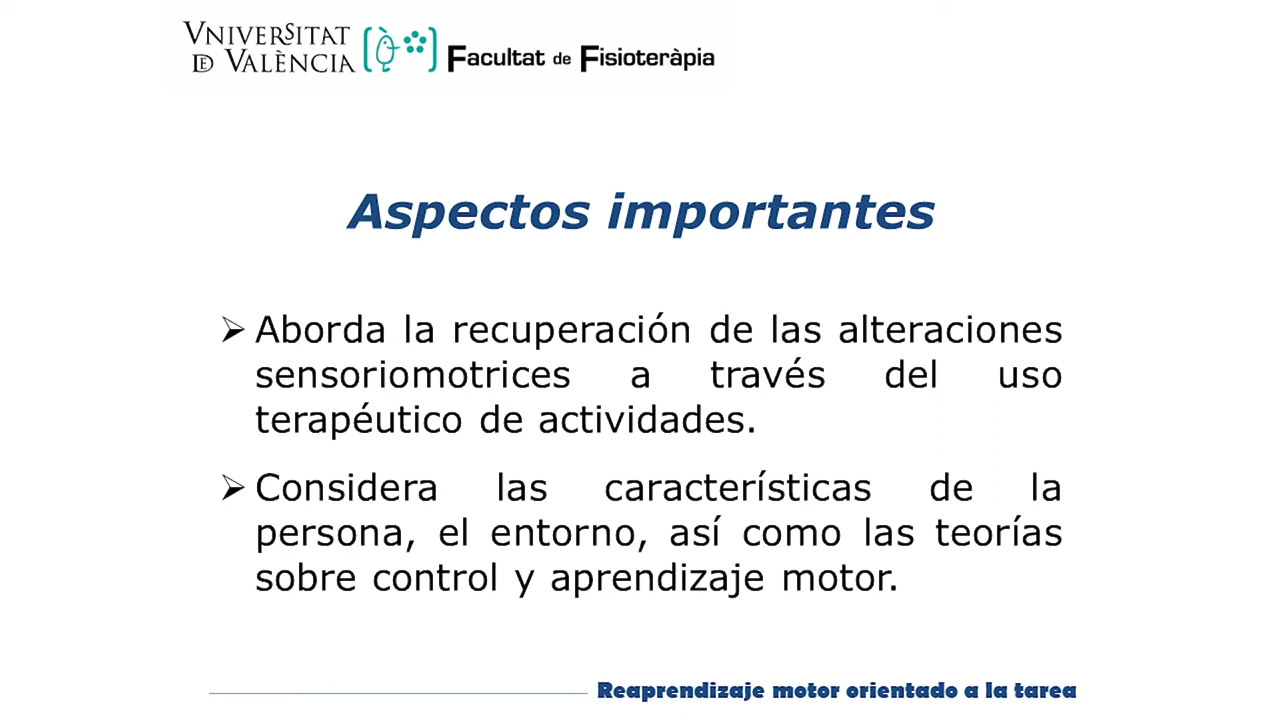 VNIVERSITAT
DE VALÈNCIA
Facultat de Fisioteràpia
Aspectos importantes
Aborda la recuperación de las alteraciones
sensoriomotrices a través del uso
terapéutico de actividades.
Considera las características de la
persona, el entorno, así como las teorías
sobre control y aprendizaje motor.
Reaprendizaje motor orientado a la tarea